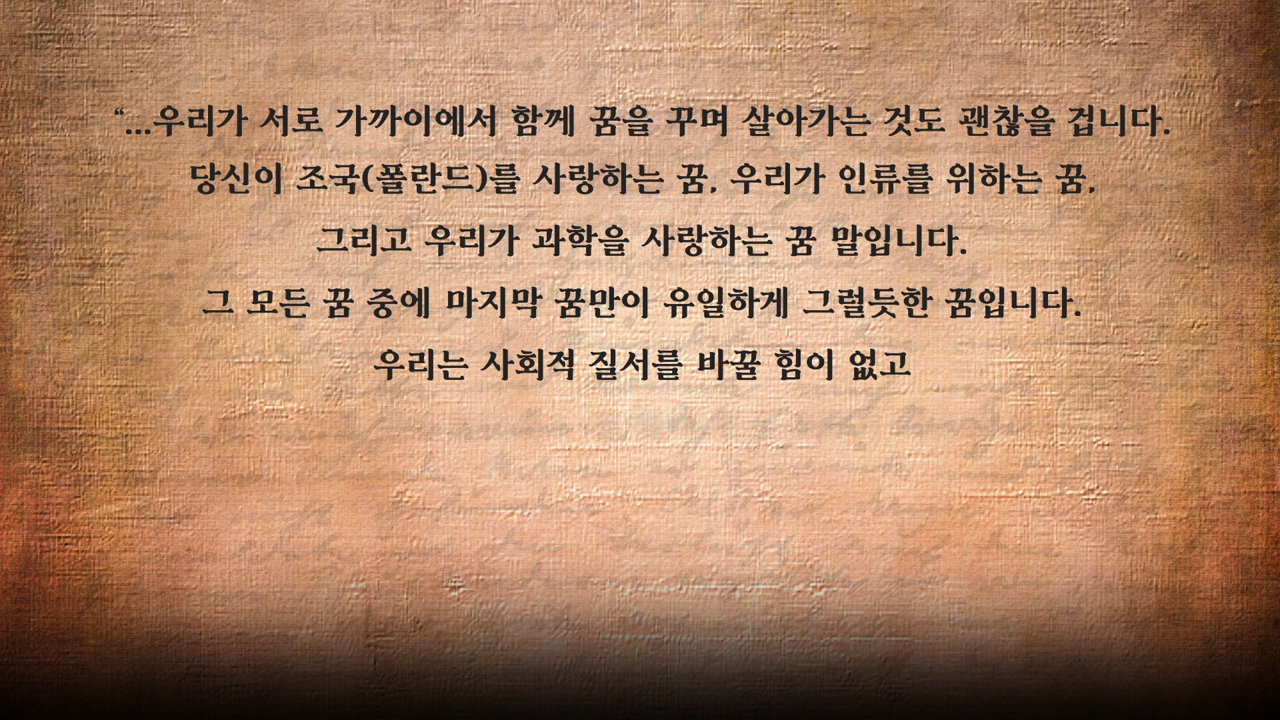 “...우리가 서로 가까이에서 함께 꿈을 꾸며 살아가는 것도 괜찮을 겁니다.
당신이 조국(폴란드)를 사랑하는 꿈, 우리가 인류를 위하는 꿈,
그리고 우리가 과학을 사랑하는 꿈 말입니다.
그 모든 꿈 중에 마지막 꿈만이 유일하게 그럴듯한 꿈입니다.
우리는 사회적 질서를 바꿀 힘이 없고